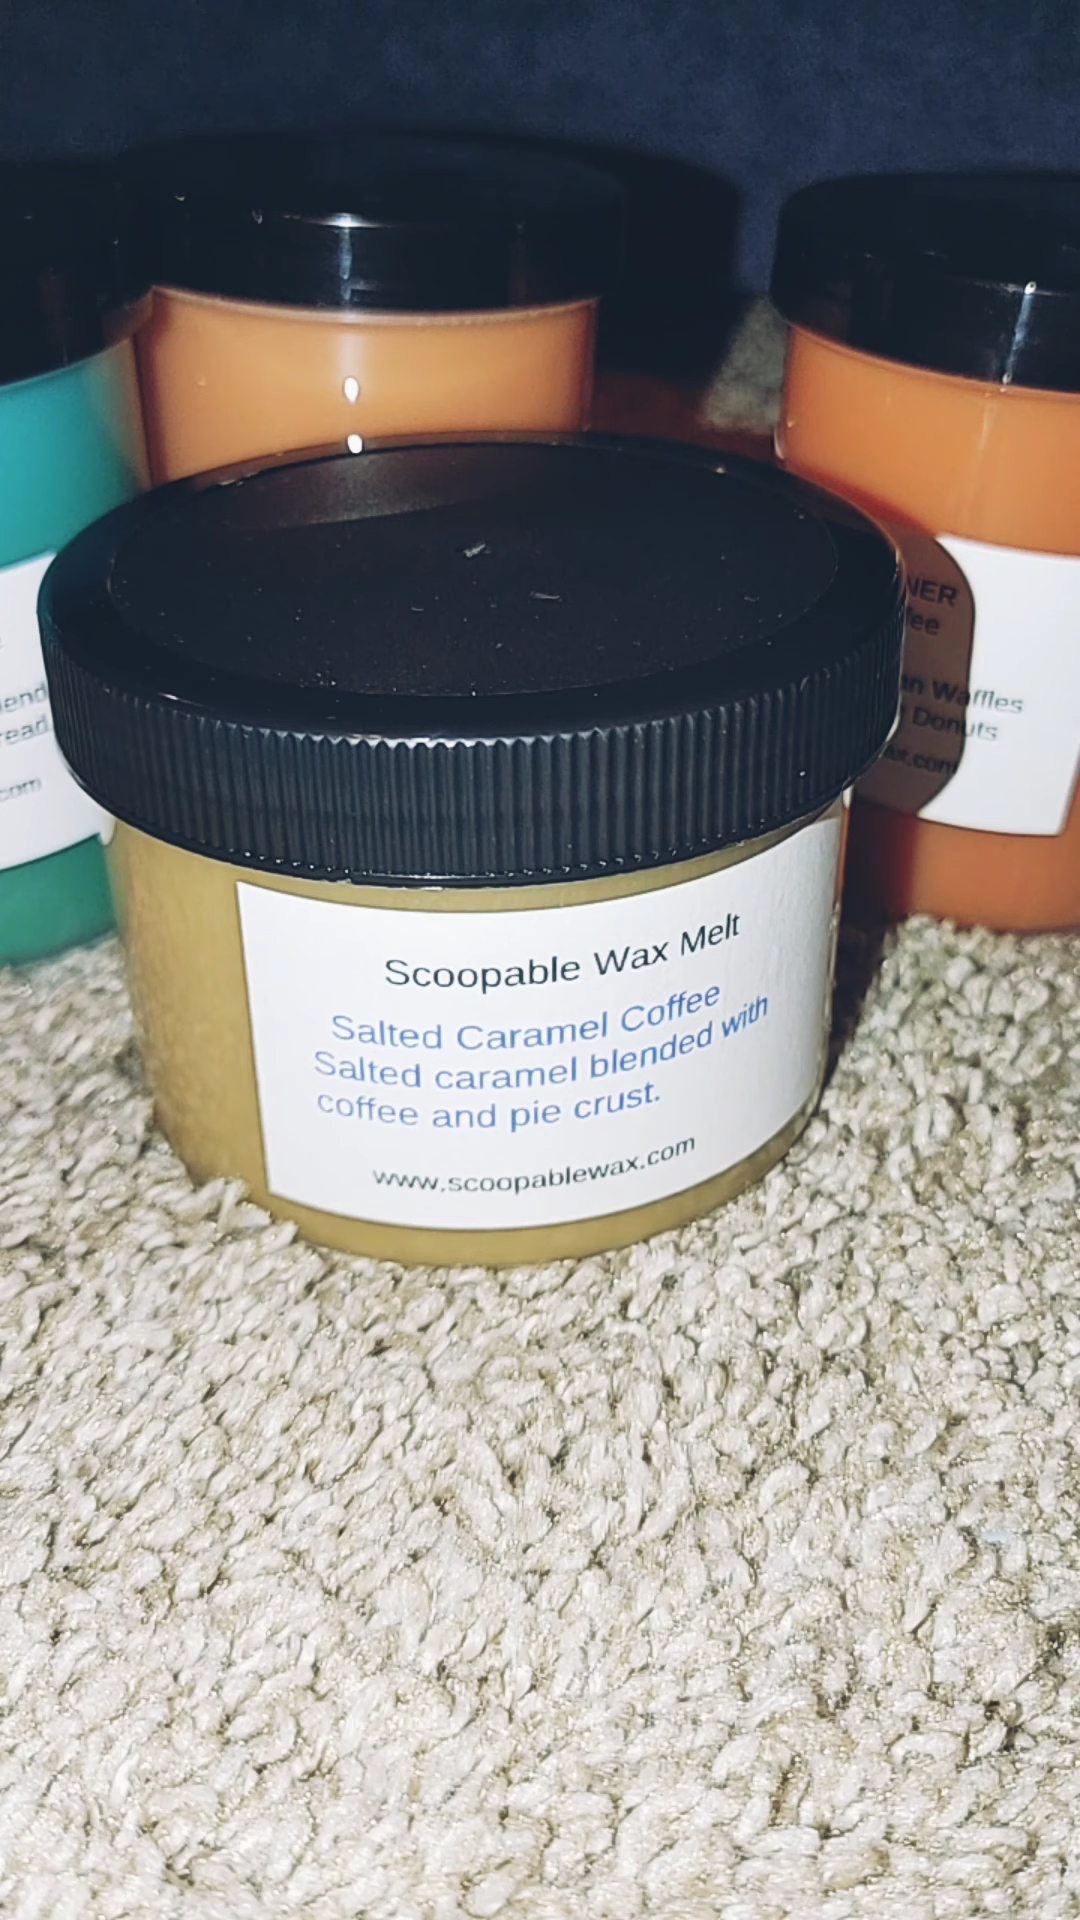 Scoopable Wax Melt
Salted Caramel Coffee
Salted caramel blended with
coffee and pie crust.
www.scoopablewax.com
Waffles
Donuts